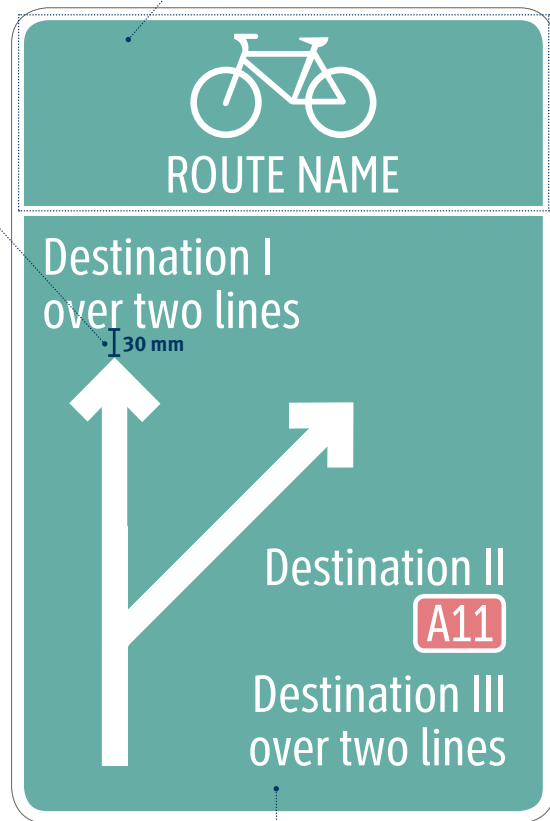 ROUTE NAME
Destination I
over two lines
30 mm
Destination II
A11
Destination III
over two lines